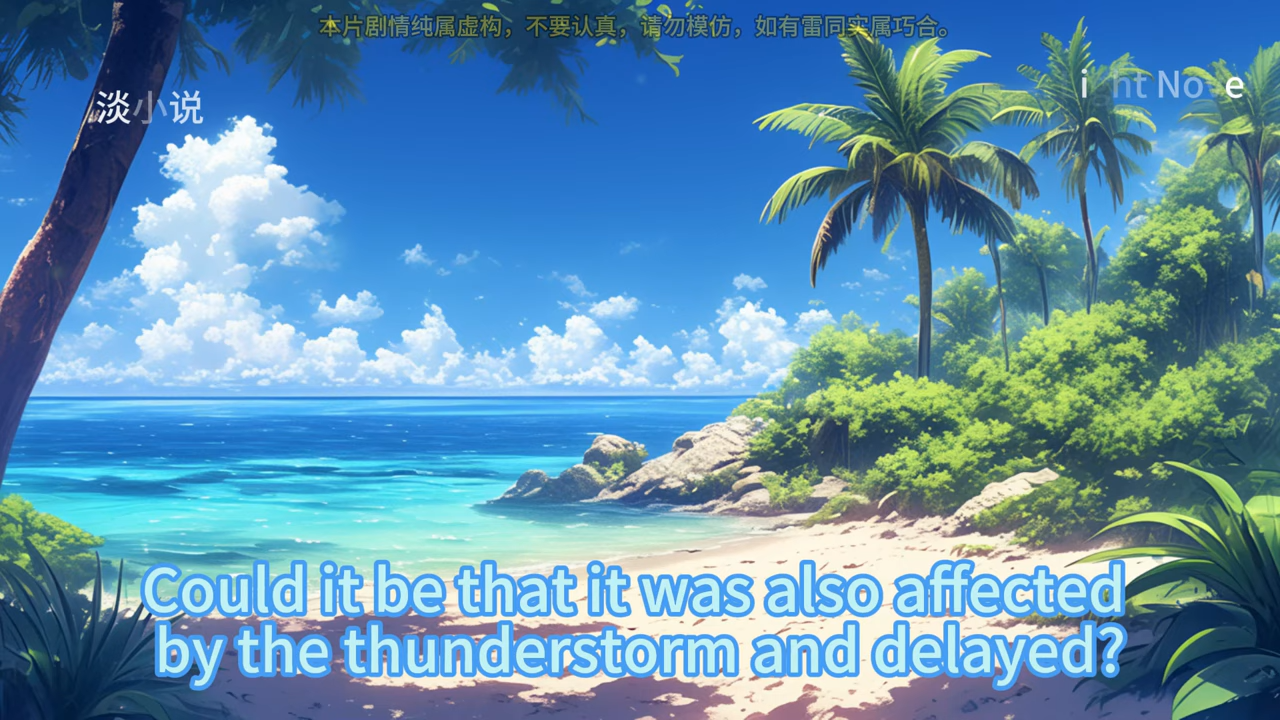 本片剧情纯属虚构，不要认真，请勿模仿，如有雷同实属巧合。
淡小说
ight Nove
Could it be that it was also affected
by the thunderstorm and delayed?